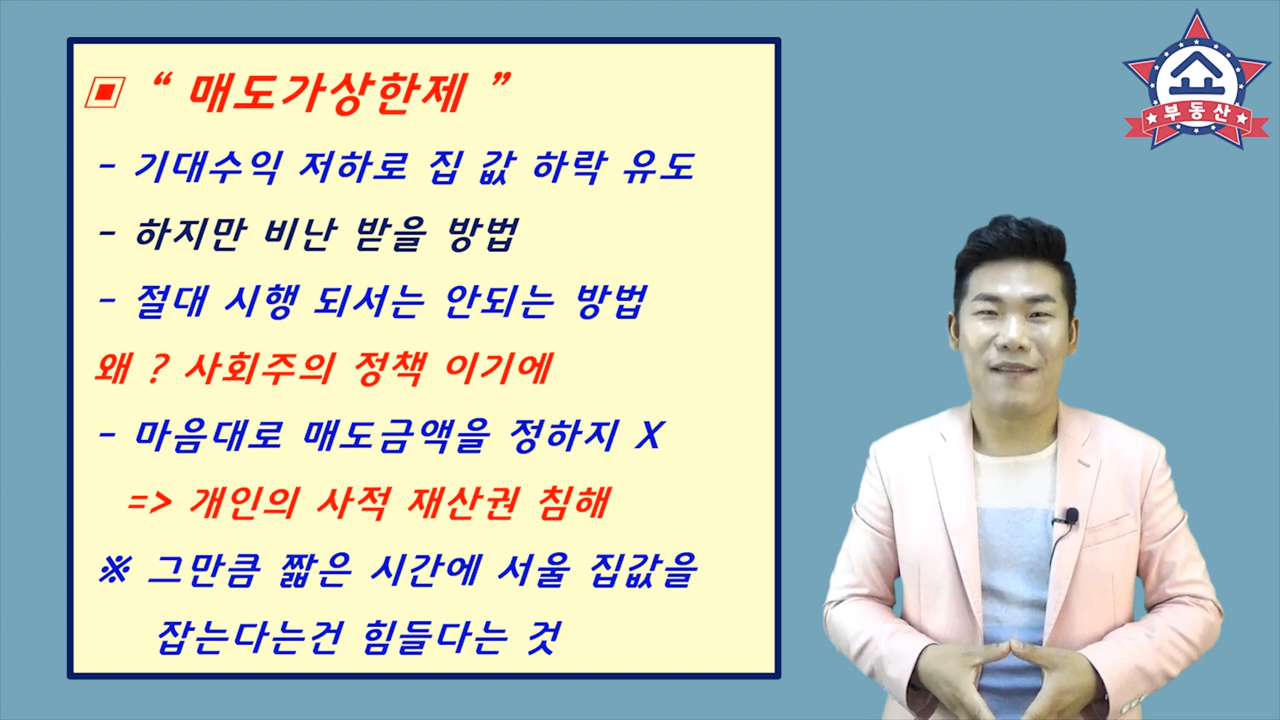 ▣ “ 매도가상한제 ”
- 기대수익 저하로 집 값 하락 유도
- 하지만 비난 받을 방법
- 절대 시행 되서는 안되는 방법
왜 ? 사회주의 정책 이기에
- 마음대로 매도금액을 정하지 X
=> 개인의 사적 재산권 침해
※ 그만큼 짧은 시간에 서울 집값을
잡는다는건 힘들다는 것
쇼
부동산